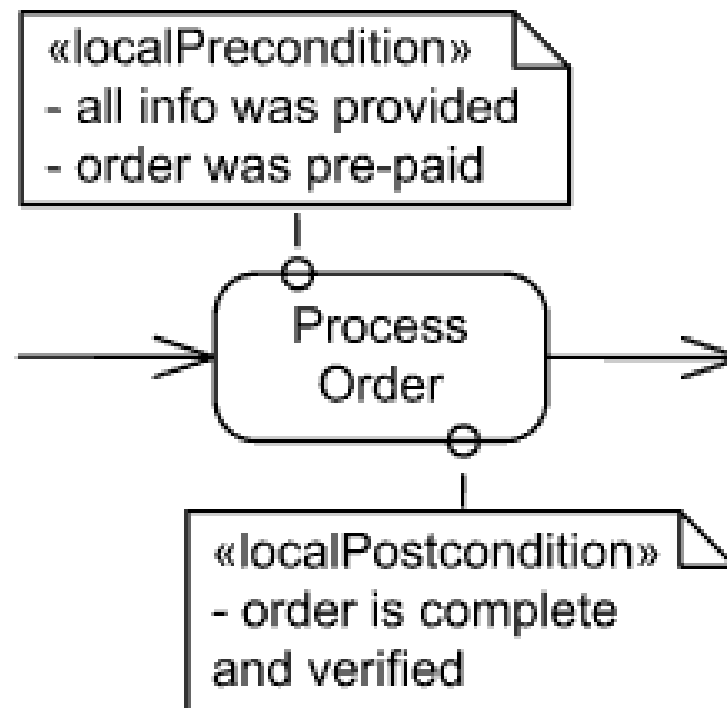 «localPrecondition»
- all info was provided
- order was pre-paid
Process
Order
«localPostcondition»
- order is complete
and verified